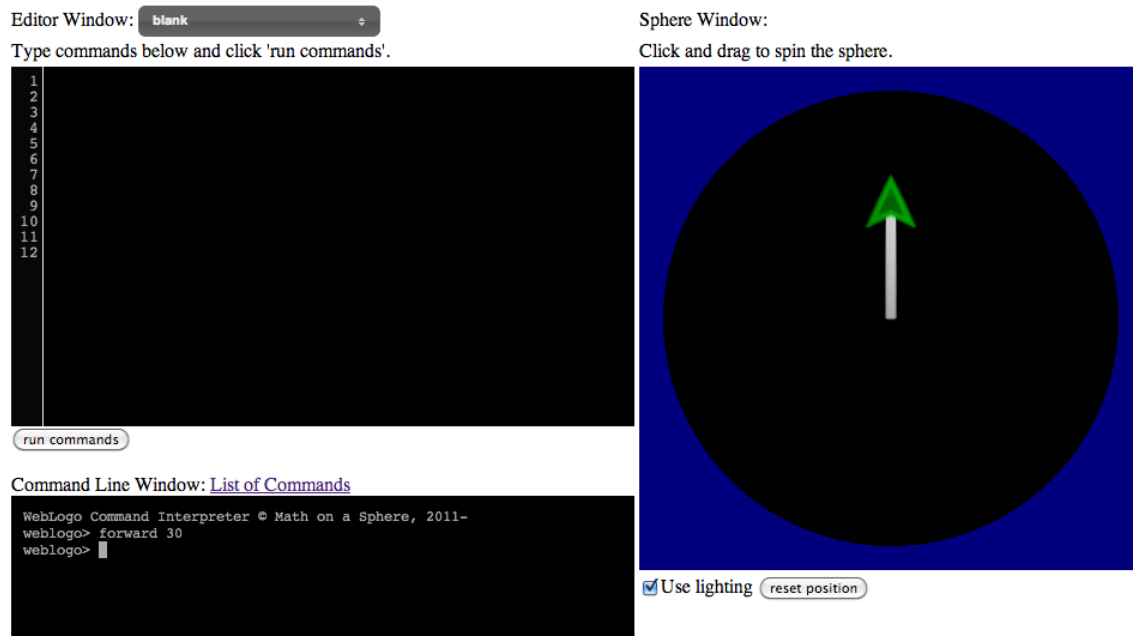 Editor Window: blank
Type commands below and click 'run commands'.
1
2
3
4
5
6
7
8
9
10
11
12
run commands
Command Line Window: List of Commands
WebLogo Command Interpreter © Math on a Sphere, 2011-
weblogo> forward 30
weblogo>
Sphere Window:
Click and drag to spin the sphere.
Use lighting reset position